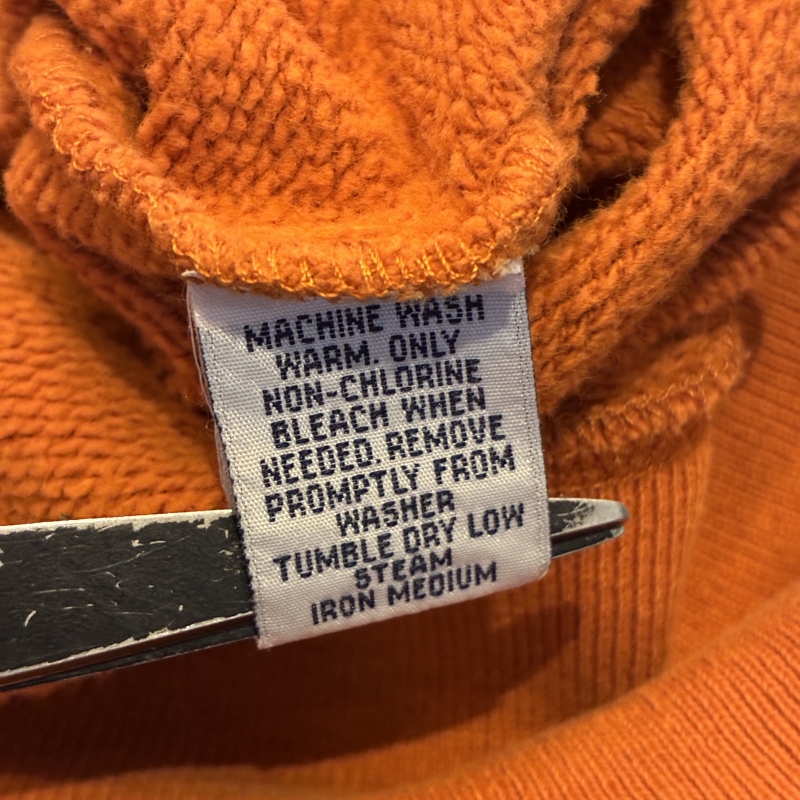 MACHINE WASH
WARM. ONLY
NON-CHLORINE
BLEACH WHEN
NEEDED. REMOVE
PROMPTLY FROM
WASHER
TUMBLE DRY LOW
STEAM
IRON MEDIUM